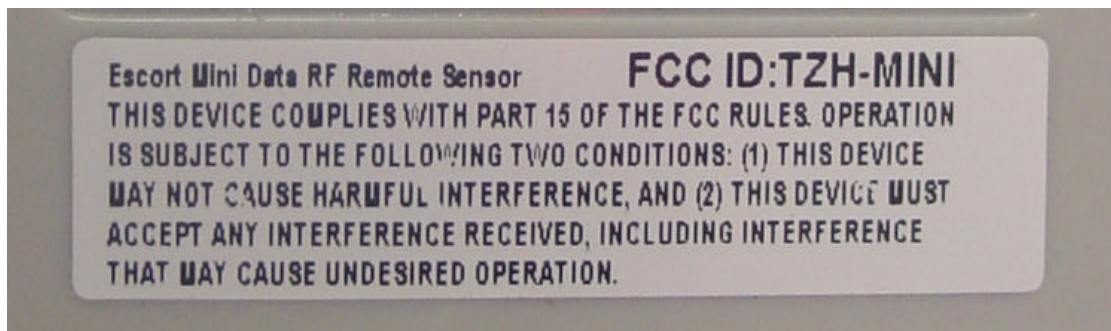 Escort Mini Data RF Remote Sensor FCC ID:TZH-MINI
THIS DEVICE COMPLIES WITH PART 15 OF THE FCC RULES. OPERATION
IS SUBJECT TO THE FOLLOWING TWO CONDITIONS: (1) THIS DEVICE
MAY NOT CAUSE HARMFUL INTERFERENCE, AND (2) THIS DEVICE MUST
ACCEPT ANY INTERFERENCE RECEIVED, INCLUDING INTERFERENCE
THAT MAY CAUSE UNDESIRED OPERATION.